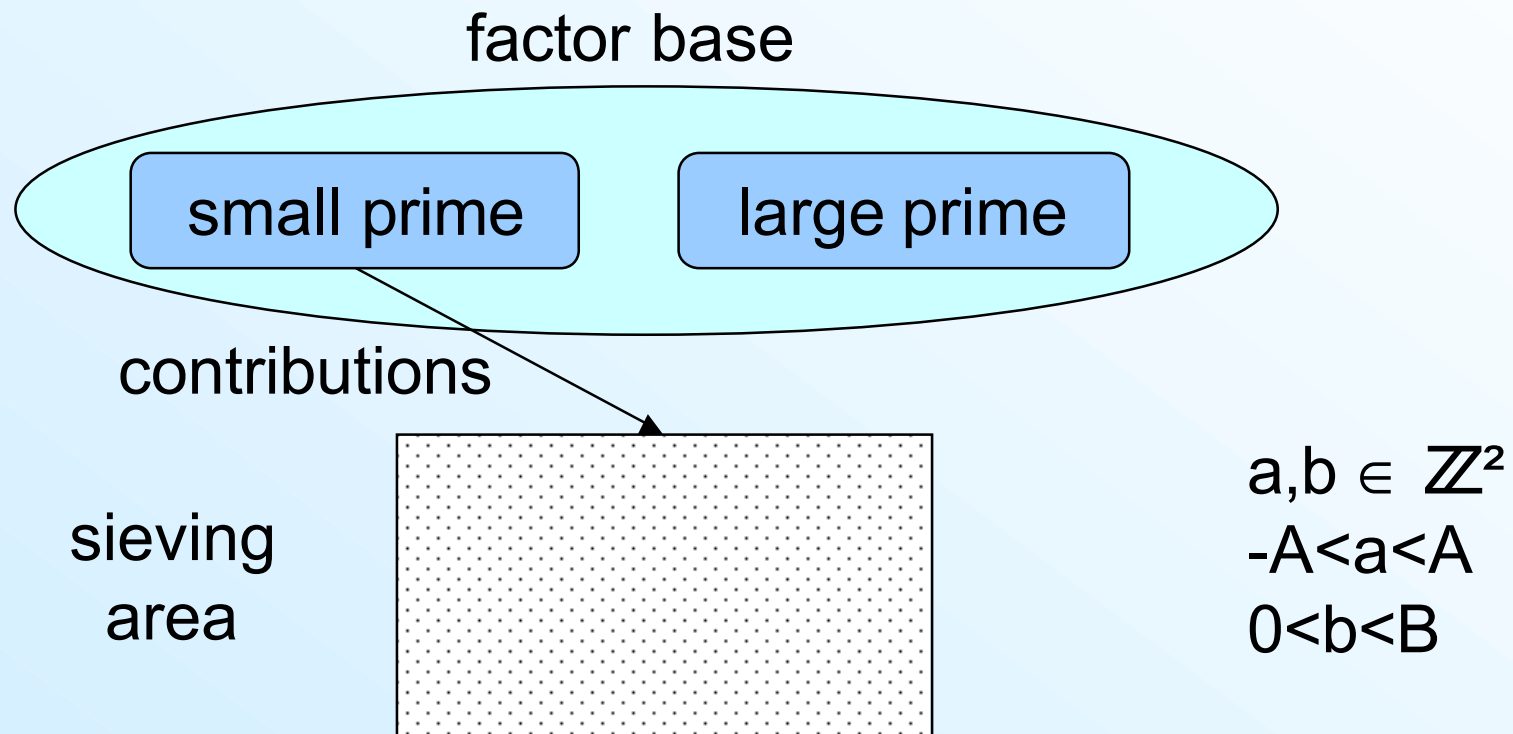 factor base
small prime
large prime
contributions
sieving
area
a,b ∈ ℤ²
-A<a<A
0<b<B